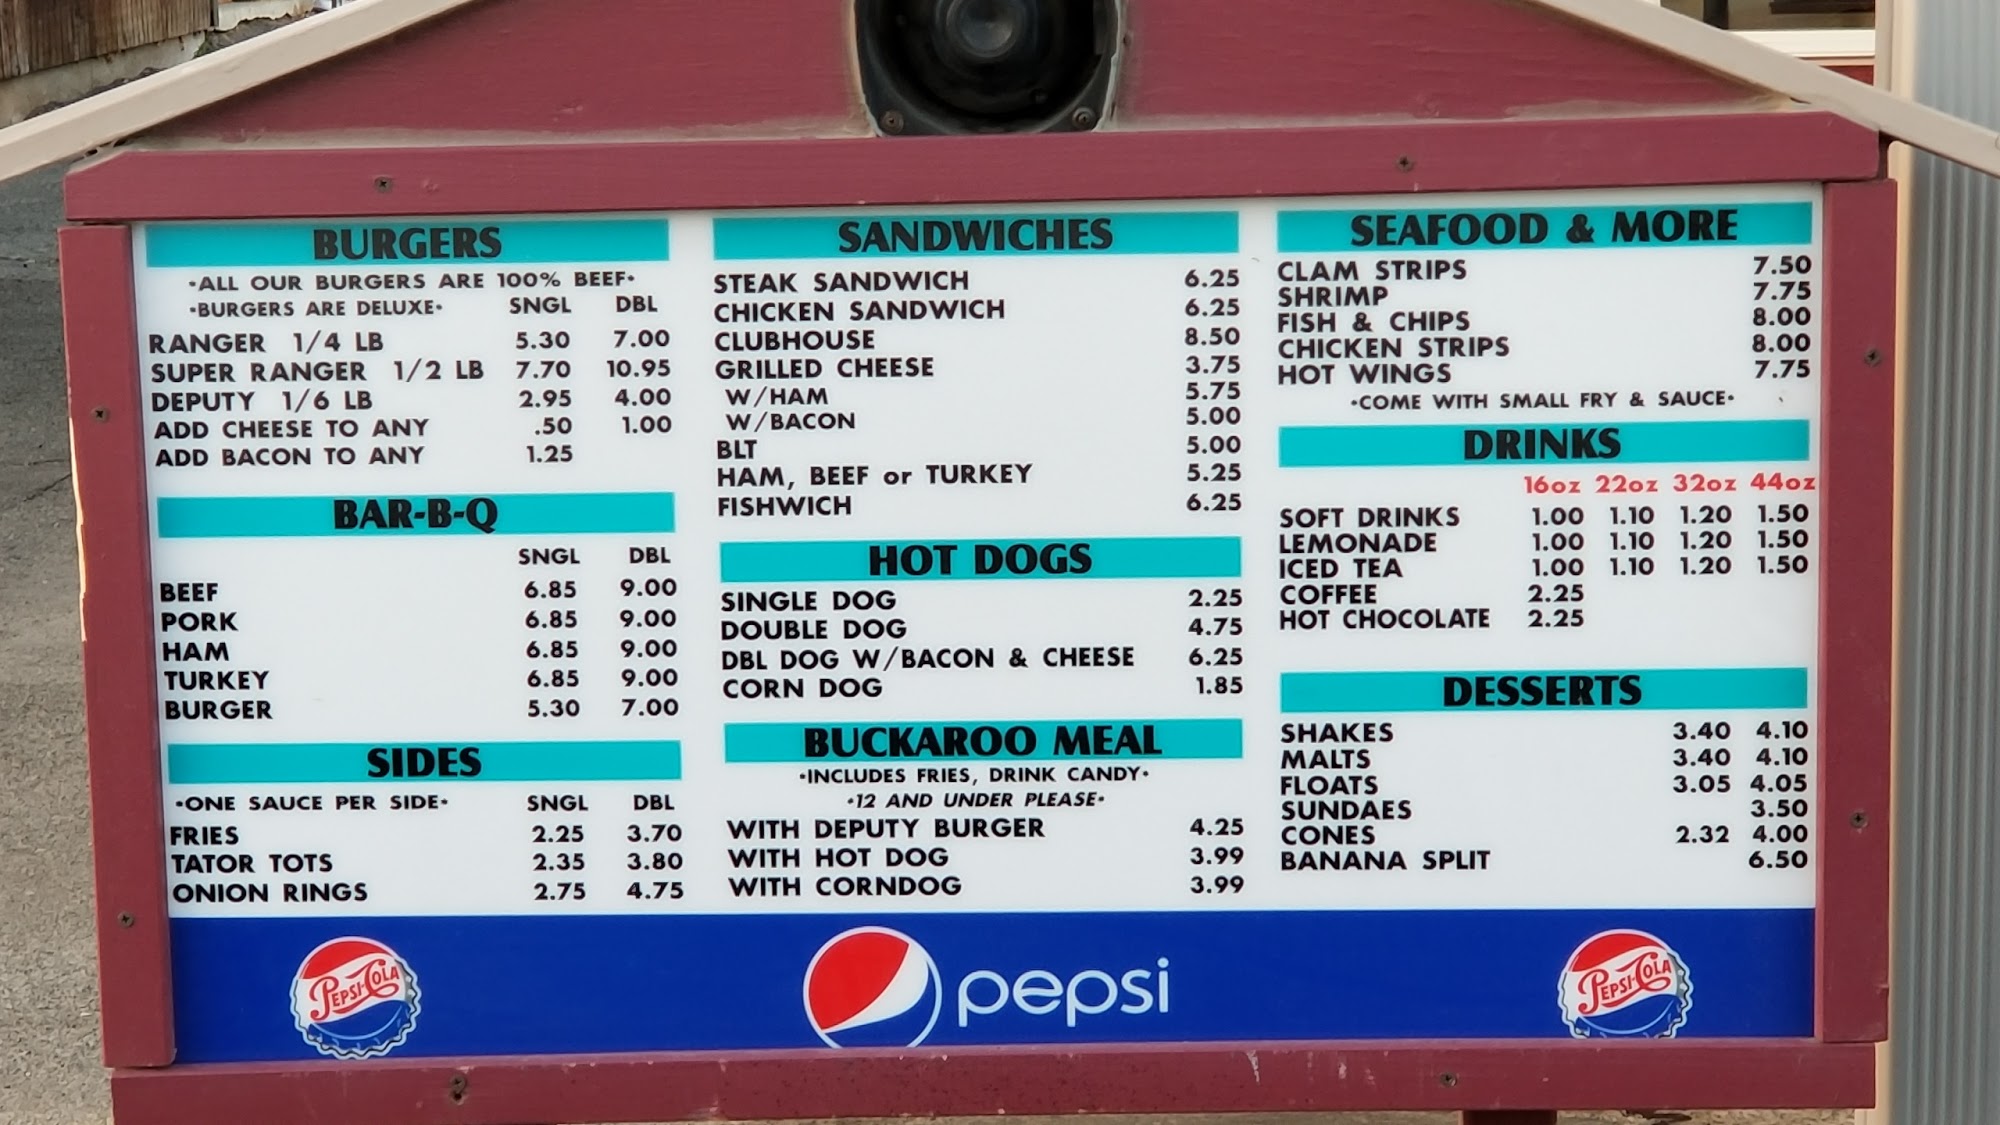 BURGERS
•ALL OUR BURGERS ARE 100% BEEF•
•BURGERS ARE DELUXE• SNGL DBL
RANGER 1/4 LB 5.30 7.00
SUPER RANGER 1/2 LB 7.70 10.95
DEPUTY 1/6 LB 2.95 4.00
ADD CHEESE TO ANY .50 1.00
ADD BACON TO ANY 1.25
BAR-B-Q
SNGL DBL
BEEF 6.85 9.00
PORK 6.85 9.00
HAM 6.85 9.00
TURKEY 6.85 9.00
BURGER 5.30 7.00
SIDES
•ONE SAUCE PER SIDE• SNGL DBL
FRIES 2.25 3.70
TATOR TOTS 2.35 3.80
ONION RINGS 2.75 4.75
SANDWICHES
STEAK SANDWICH 6.25
CHICKEN SANDWICH 6.25
CLUBHOUSE 8.50
GRILLED CHEESE 3.75
W/HAM 5.75
W/BACON 5.00
BLT 5.00
HAM, BEEF or TURKEY 5.25
FISHWICH 6.25
HOT DOGS
SINGLE DOG 2.25
DOUBLE DOG 4.75
DBL DOG W/BACON & CHEESE 6.25
CORN DOG 1.85
BUCKAROO MEAL
•INCLUDES FRIES, DRINK CANDY•
•12 AND UNDER PLEASE•
WITH DEPUTY BURGER 4.25
WITH HOT DOG 3.99
WITH CORNDOG 3.99
SEAFOOD & MORE
CLAM STRIPS 7.50
SHRIMP 7.75
FISH & CHIPS 8.00
CHICKEN STRIPS 8.00
HOT WINGS 7.75
•COME WITH SMALL FRY & SAUCE•
DRINKS
16oz 22oz 32oz 44oz
SOFT DRINKS 1.00 1.10 1.20 1.50
LEMONADE 1.00 1.10 1.20 1.50
ICED TEA 1.00 1.10 1.20 1.50
COFFEE 2.25
HOT CHOCOLATE 2.25
DESSERTS
SHAKES 3.40 4.10
MALTS 3.40 4.10
FLOATS 3.05 4.05
SUNDAES 3.50
CONES 2.32 4.00
BANANA SPLIT 6.50
PEPSI-COLA
pepsi
PEPSI-COLA